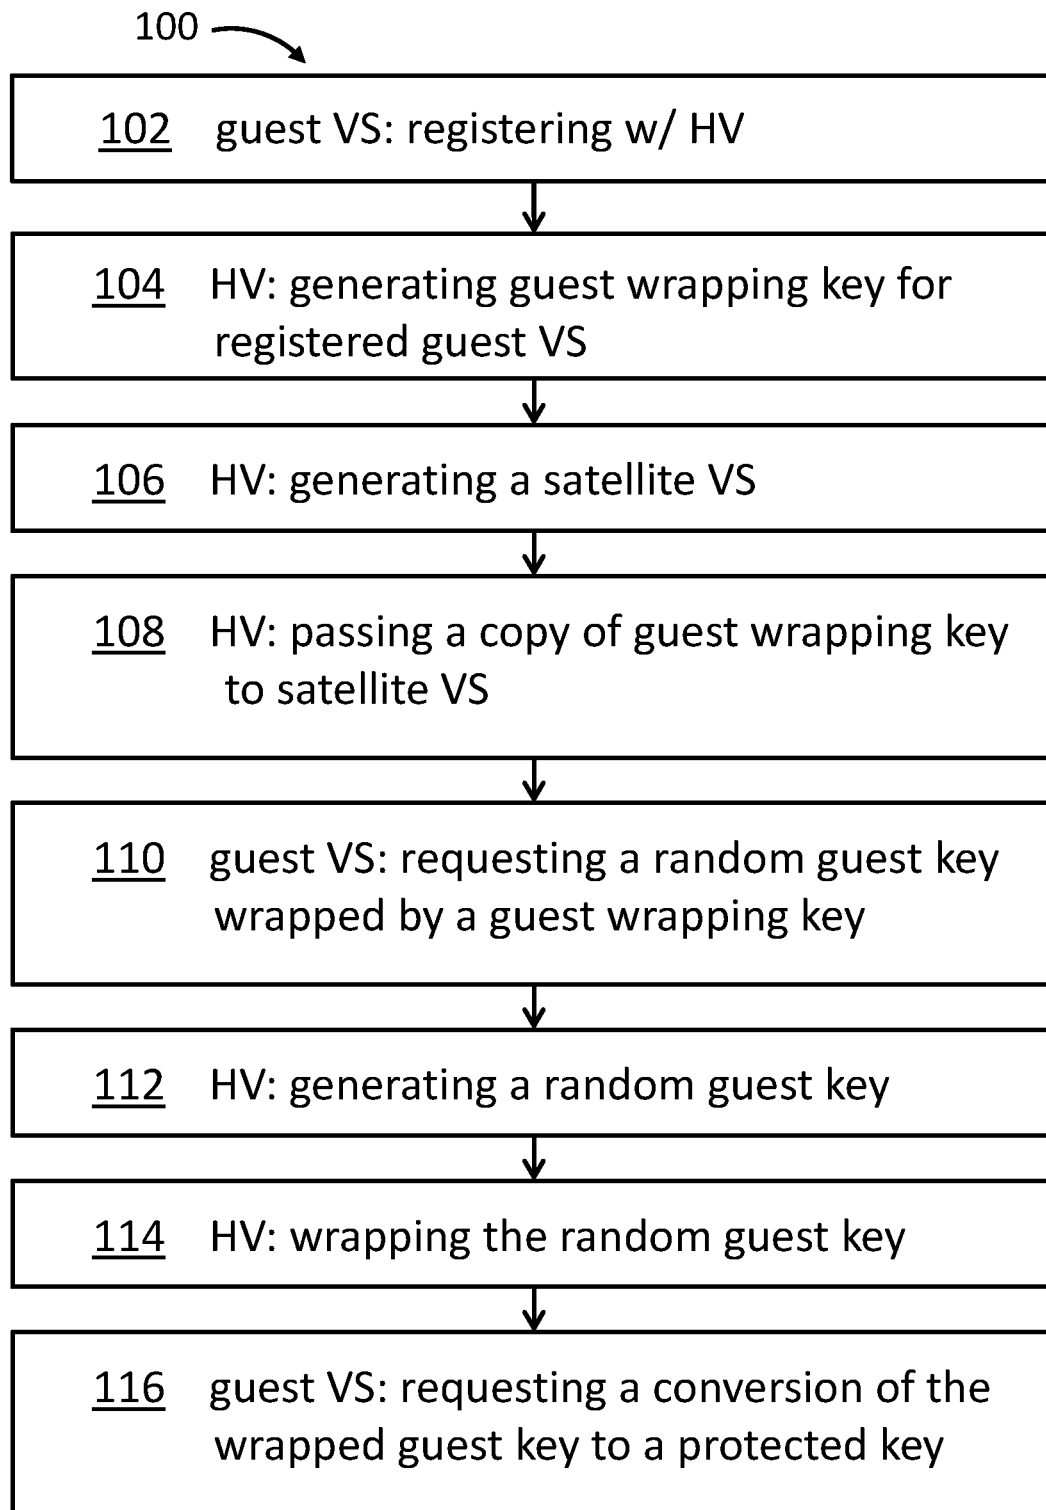 100
102 guest VS: registering w/ HV
104 HV: generating guest wrapping key for
registered guest VS
106 HV: generating a satellite VS
108 HV: passing a copy of guest wrapping key
to satellite VS
110 guest VS: requesting a random guest key
wrapped by a guest wrapping key
112 HV: generating a random guest key
114 HV: wrapping the random guest key
116 guest VS: requesting a conversion of the
wrapped guest key to a protected key